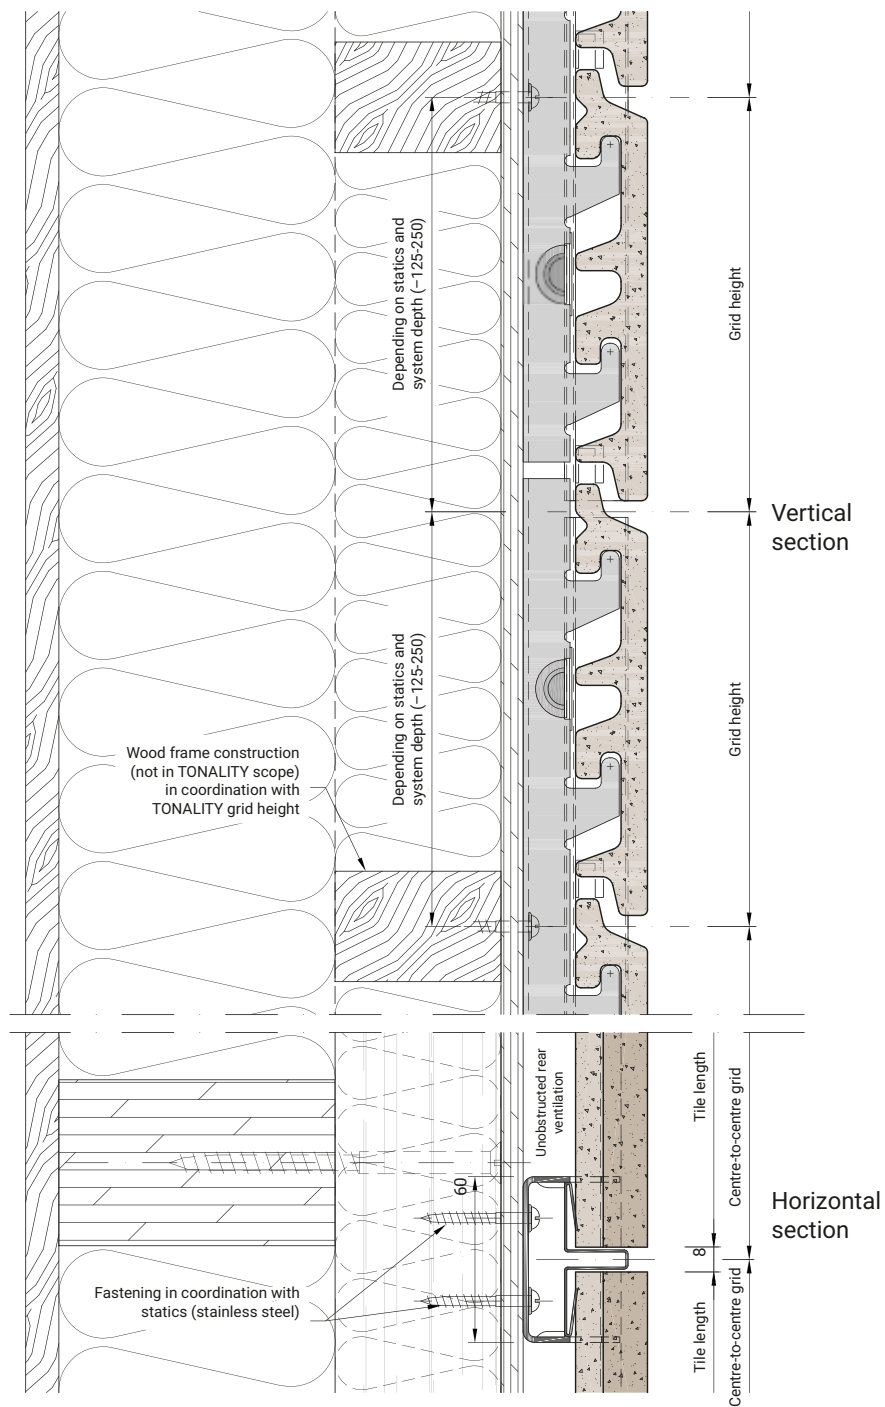 Depending on statics and
system depth (~125-250)
Grid height
Vertical
section
Depending on statics and
system depth (~125-250)
Grid height
Wood frame construction
(not in TONALITY scope)
in coordination with
TONALITY grid height
Unobstructed rear
ventilation
Tile length
Centre-to-centre grid
60
Horizontal
section
8
Fastening in coordination with
statics (stainless steel)
Tile length
Centre-to-centre grid